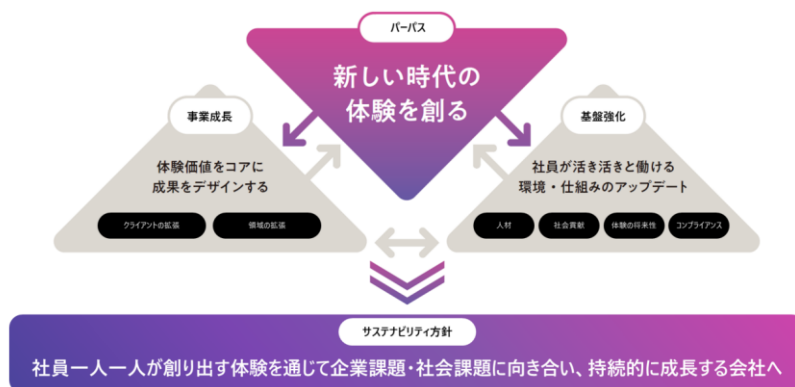 パーパス
新しい時代の
体験を創る
事業成長
体験価値をコアに
成果をデザインする
クライアントの拡張
領域の拡張
基盤強化
社員が活き活きと働ける
環境・仕組みのアップデート
人材
社会貢献
体験の将来性
コンプライアンス
サステナビリティ方針
社員一人一人が創り出す体験を通じて企業課題・社会課題に向き合い、持続的に成長する会社へ